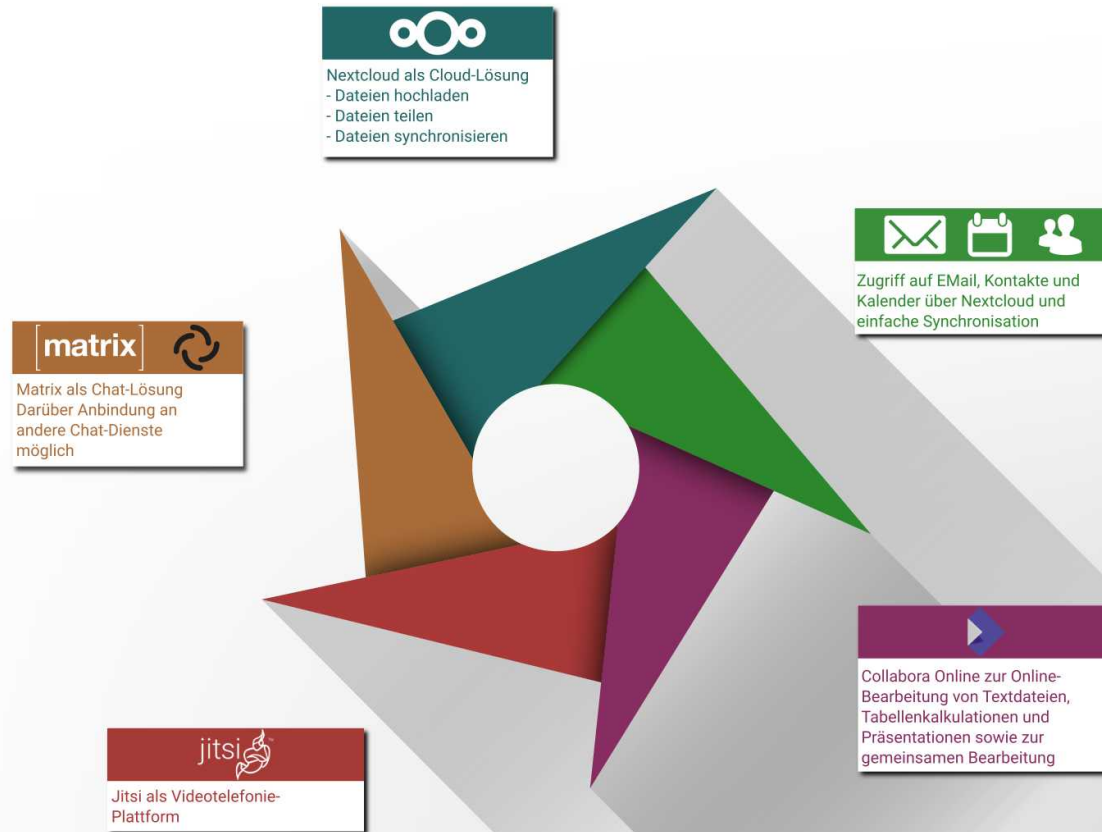 Nextcloud als Cloud-Lösung
- Dateien hochladen
- Dateien teilen
- Dateien synchronisieren
Zugriff auf EMail, Kontakte und
Kalender über Nextcloud und
einfache Synchronisation
[matrix]
Matrix als Chat-Lösung
Darüber Anbindung an
andere Chat-Dienste
möglich
Collabora Online zur Online-
Bearbeitung von Textdateien,
Tabellenkalkulationen und
Präsentationen sowie zur
gemeinsamen Bearbeitung
jitsi
Jitsi als Videotelefonie-
Plattform